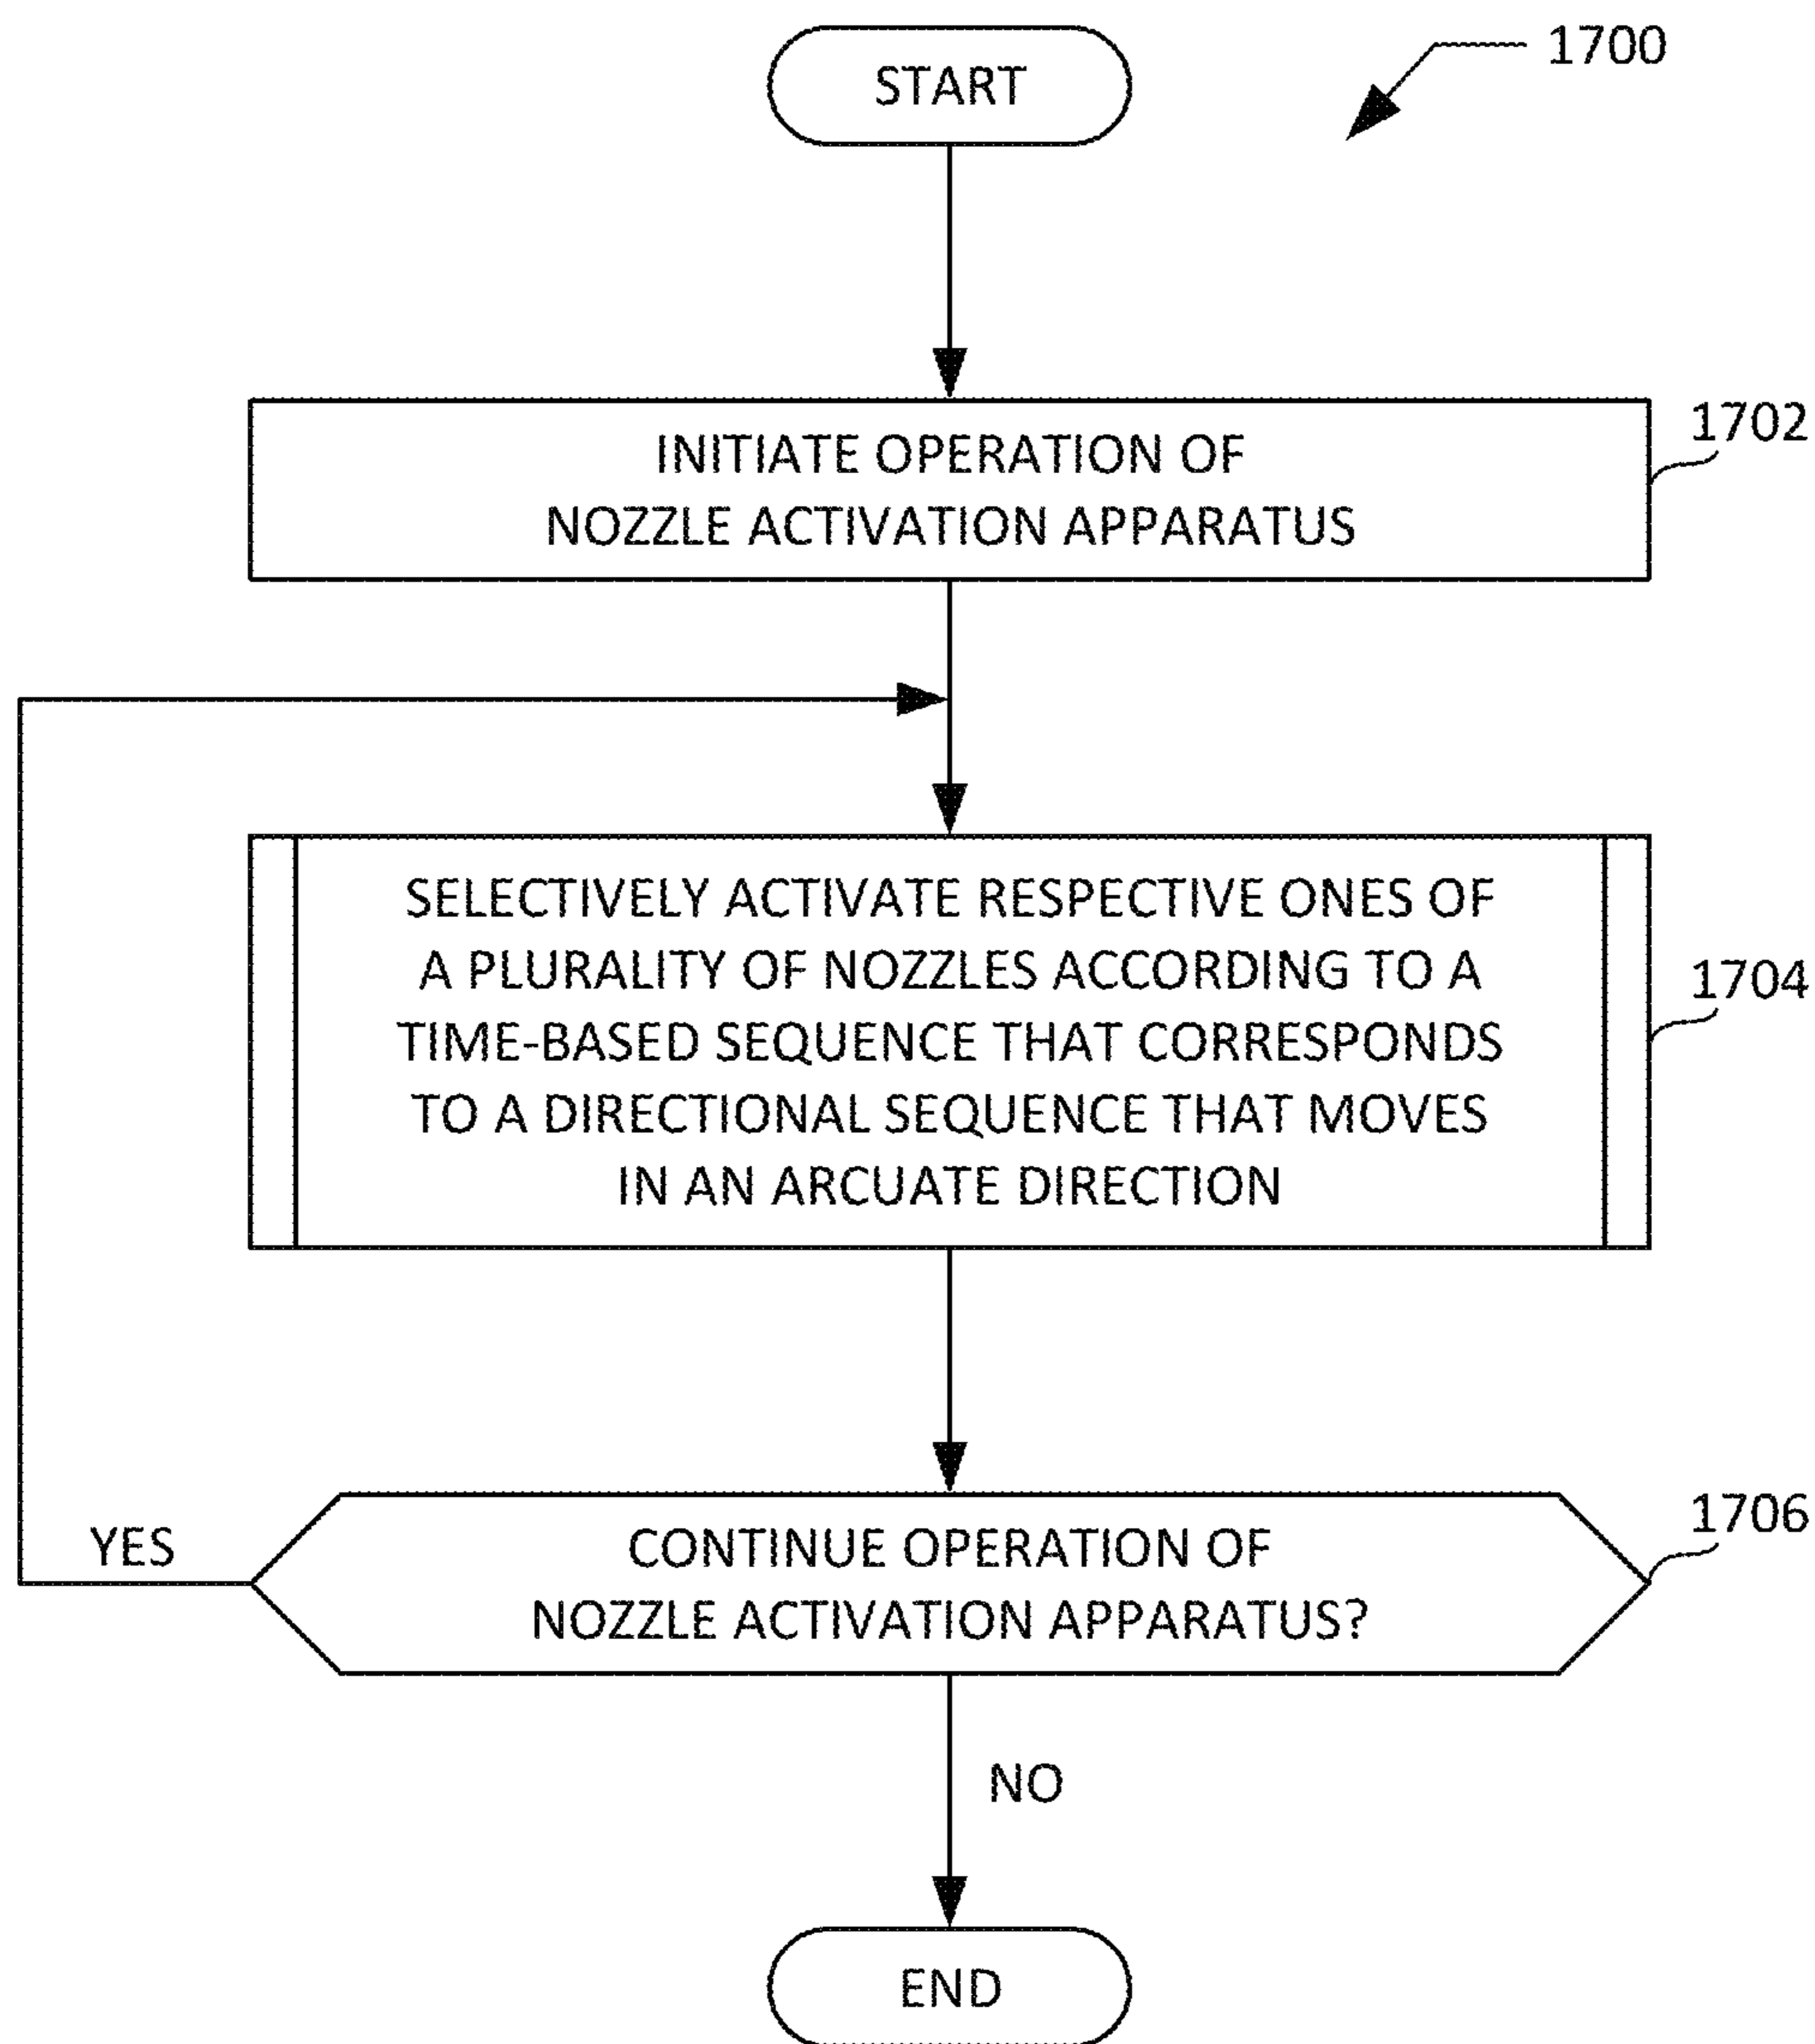 START
1700
INITIATE OPERATION OF
NOZZLE ACTIVATION APPARATUS
1702
SELECTIVELY ACTIVATE RESPECTIVE ONES OF
A PLURALITY OF NOZZLES ACCORDING TO A
TIME-BASED SEQUENCE THAT CORRESPONDS
TO A DIRECTIONAL SEQUENCE THAT MOVES
IN AN ARCUATE DIRECTION
1704
CONTINUE OPERATION OF
NOZZLE ACTIVATION APPARATUS?
1706
YES
NO
END